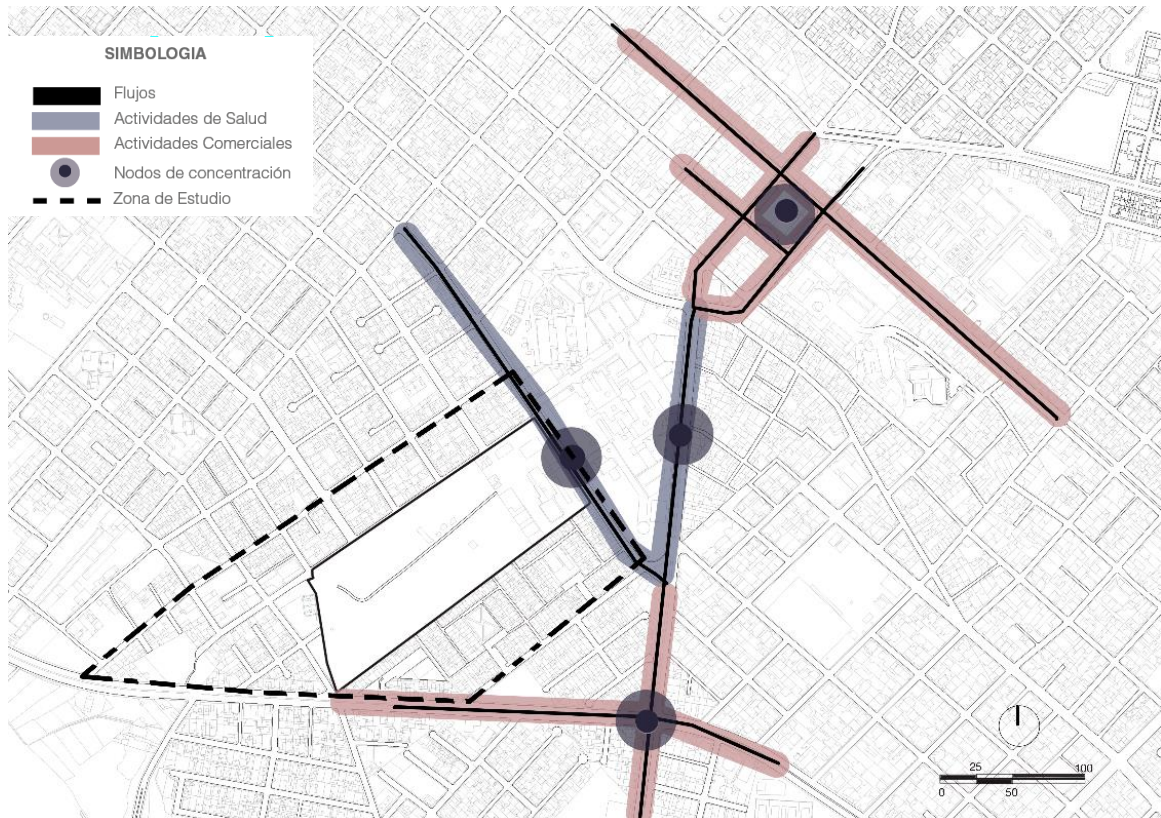 SIMBOLOGIA
Flujos
Actividades de Salud
Actividades Comerciales
Nodos de concentración
Zona de Estudio
25 100
0 50